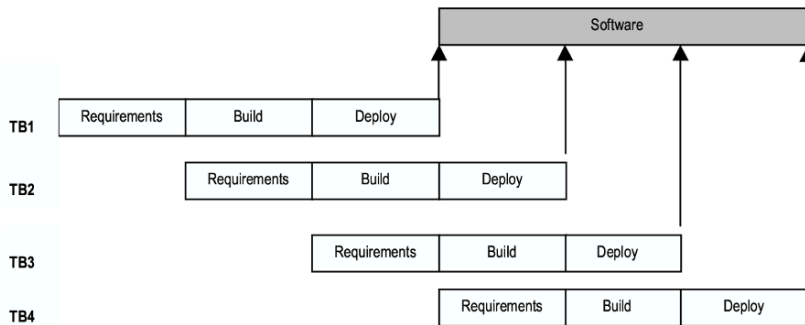 Software
TB1 Requirements Build Deploy
TB2 Requirements Build Deploy
TB3 Requirements Build Deploy
TB4 Requirements Build Deploy